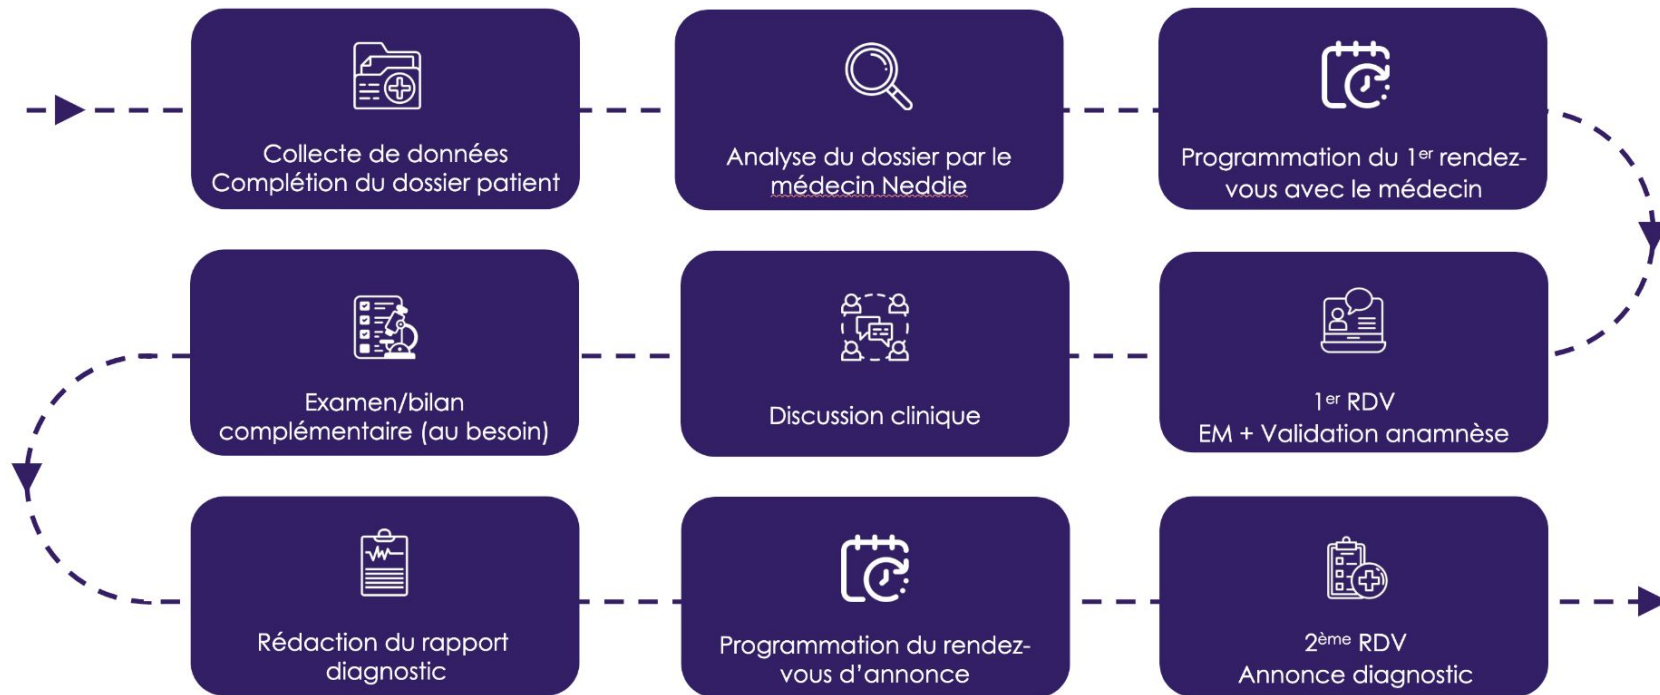 Collecte de données
Complétion du dossier patient
Analyse du dossier par le
médecin Neddie
Programmation du 1er rendez-
vous avec le médecin
1er RDV
EM + Validation anamnèse
Discussion clinique
Examen/bilan
complémentaire (au besoin)
Rédaction du rapport
diagnostic
Programmation du rendez-
vous d’annonce
2ème RDV
Annonce diagnostic